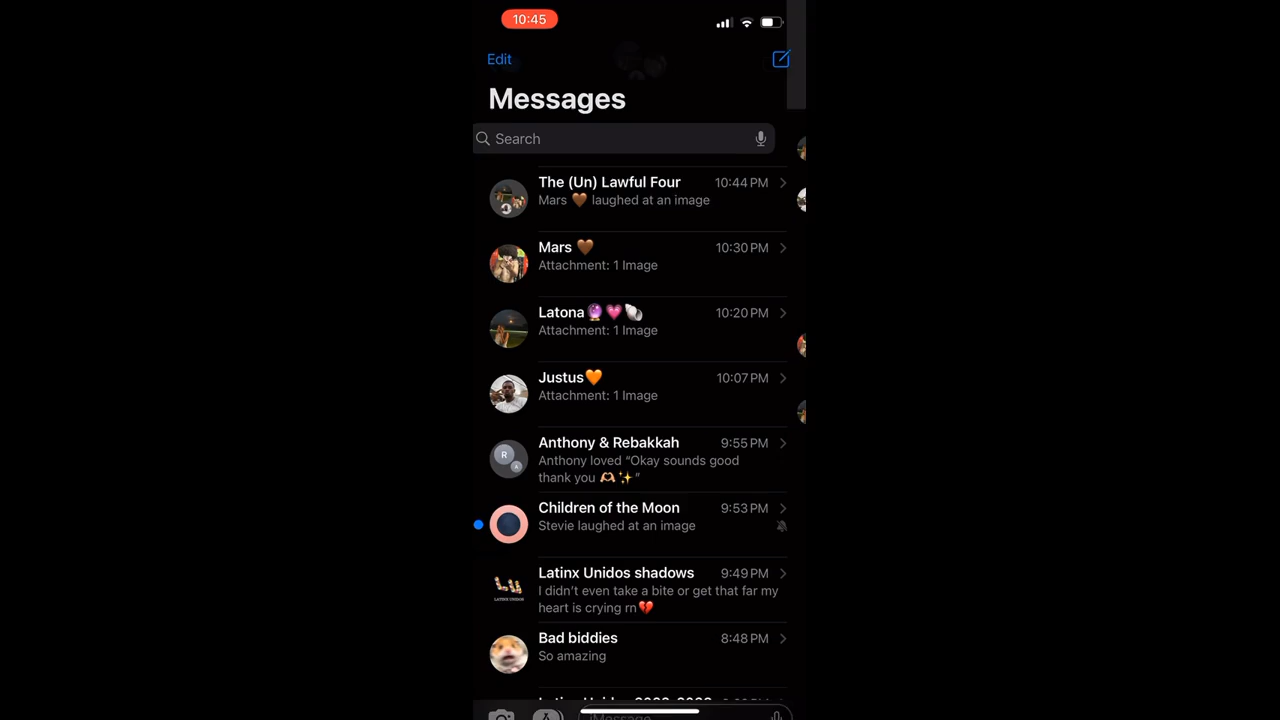 10:45
Edit
Messages
Search
The (Un) Lawful Four 10:44 PM
Mars 🤎 laughed at an image
Mars 🤎 10:30 PM
Attachment: 1 Image
Latona🔮💗🐚 10:20 PM
Attachment: 1 Image
Justus🧡 10:07 PM
Attachment: 1 Image
R
A
Anthony & Rebakkah 9:55 PM
Anthony loved “Okay sounds good
thank you 🫶🏼✨”
Children of the Moon 9:53 PM
Stevie laughed at an image
LATINX UNIDOS
Latinx Unidos shadows 9:49 PM
I didn’t even take a bite or get that far my
heart is crying rn💔
Bad biddies 8:48 PM
So amazing
iMessage